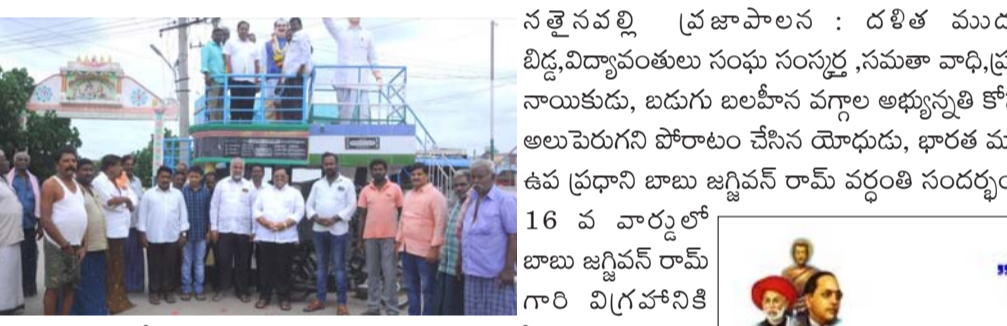 నతైనవల్లి ప్రజాపాలన : దళిత
బిడ్డ,విద్యావంతులు సంఘ సంస్కర్త ,సమతా వాది,
నాయికుడు, బడుగు బలహీన వర్గాల అభ్యున్నతి
అలుపెరుగని పోరాటం చేసిన యోధుడు, భారత
ఉప ప్రధాని బాబు జగ్జివన్ రామ్ వర్ధంతి
16 వ వార్డులో
బాబు జగ్జివన్ రామ్
గారి విగ్రహానికి